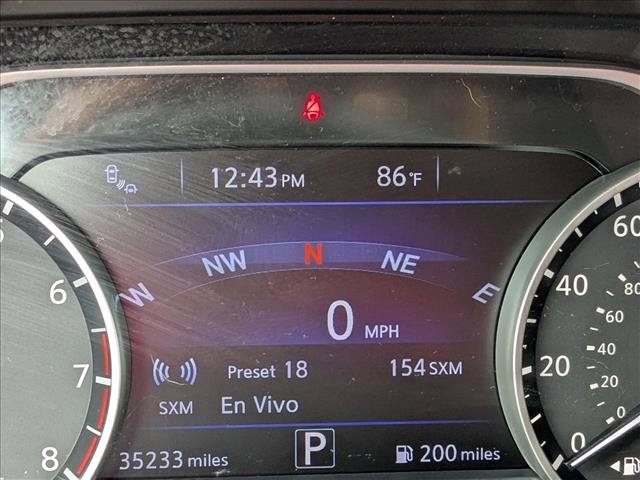 12:43 PM 86°F
W NW N NE E
0 MPH
Preset 18 154 SXM
SXM En Vivo
35233 miles P 200 miles
6
7
8
60
40
20
0
80
60
40
20
0